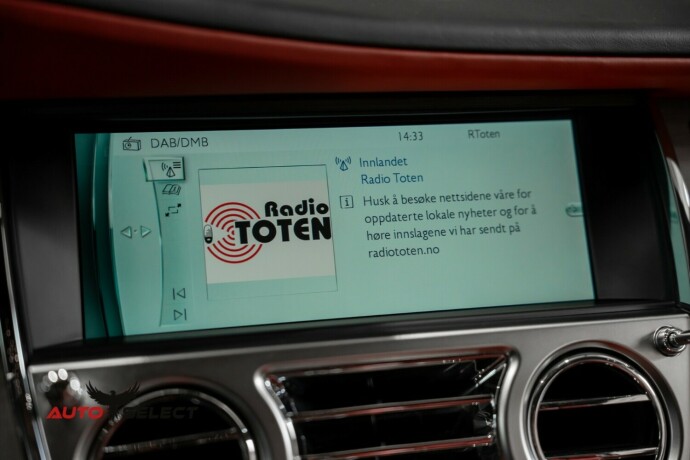 DAB/DMB
14:33
RToten
Innlandet
Radio Toten
Radio
TOTEN
i
Husk å besøke nettsidene våre for
oppdaterte lokale nyheter og for å
høre innslagene vi har sendt på
radiototen.no
AUTO SELECT